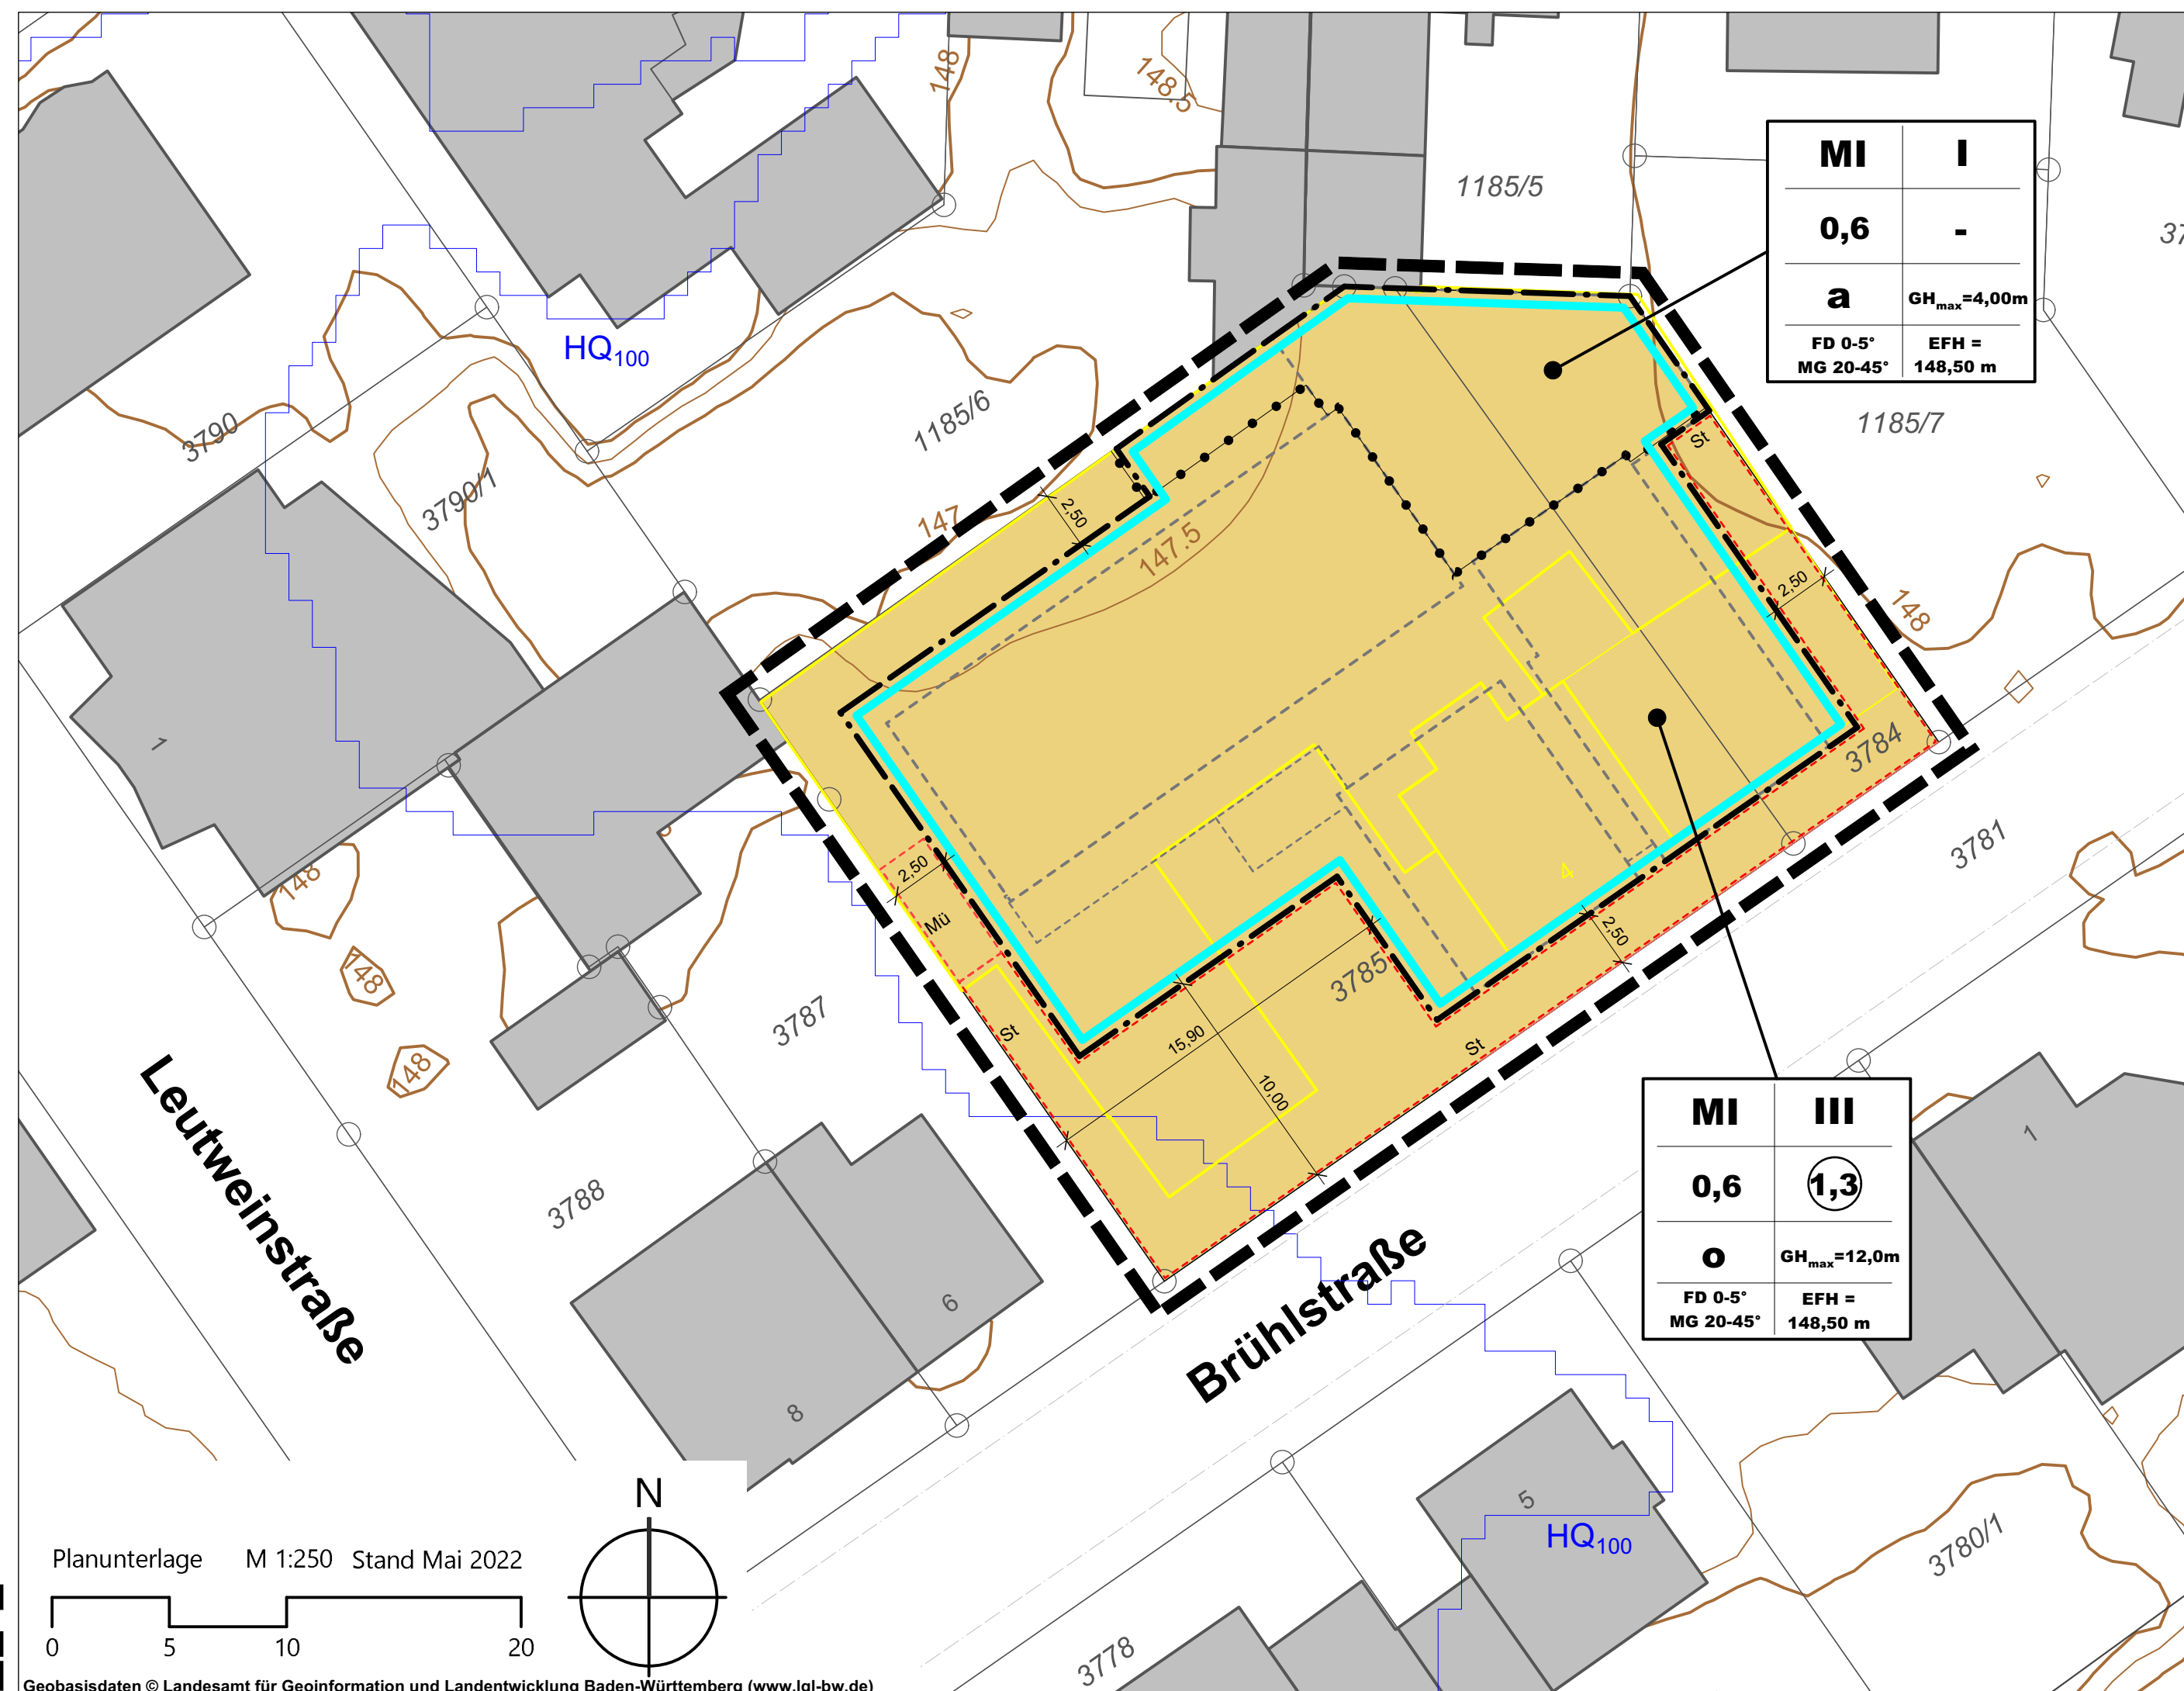 148
148.5
1185/5
37
MI I
0,6 -
a GHmax=4,00m
FD 0-5° EFH =
MG 20-45° 148,50 m
HQ100
1185/6
1185/7
3790
3790/1
147
2,50
147.5
St
2,50
148
1
3784
3781
4
2,50
Mü
148
148
148
3787
St
3785
2,50
15,90
10,00
St
MI III
0,6 1,3
o GHmax=12,0m
FD 0-5° EFH =
MG 20-45° 148,50 m
1
Leutweinstraße
3788
6
8
Brühlstraße
5
HQ100
3780/1
3778
N
Planunterlage M 1:250 Stand Mai 2022
0 5 10 20
Geobasisdaten © Landesamt für Geoinformation und Landentwicklung Baden-Württemberg (www.lgl-bw.de)